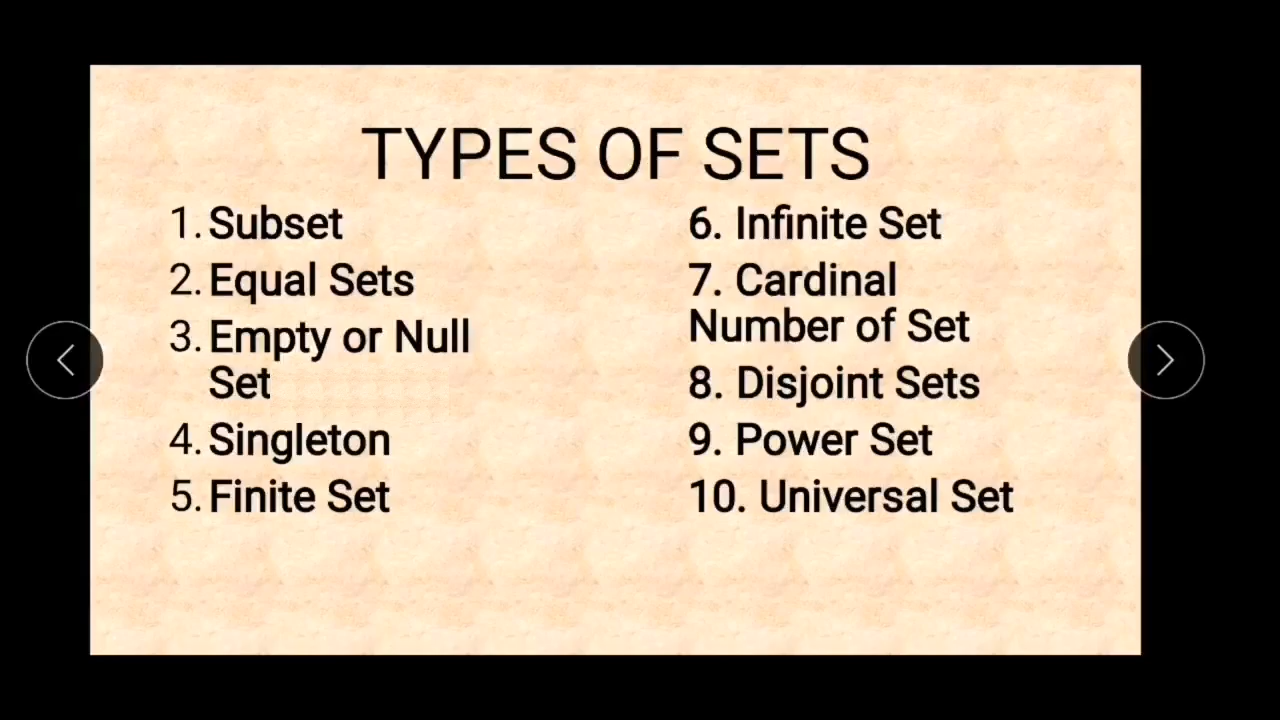 TYPES OF SETS
1. Subset
2. Equal Sets
3. Empty or Null
Set
4. Singleton
5. Finite Set
6. Infinite Set
7. Cardinal
Number of Set
8. Disjoint Sets
9. Power Set
10. Universal Set